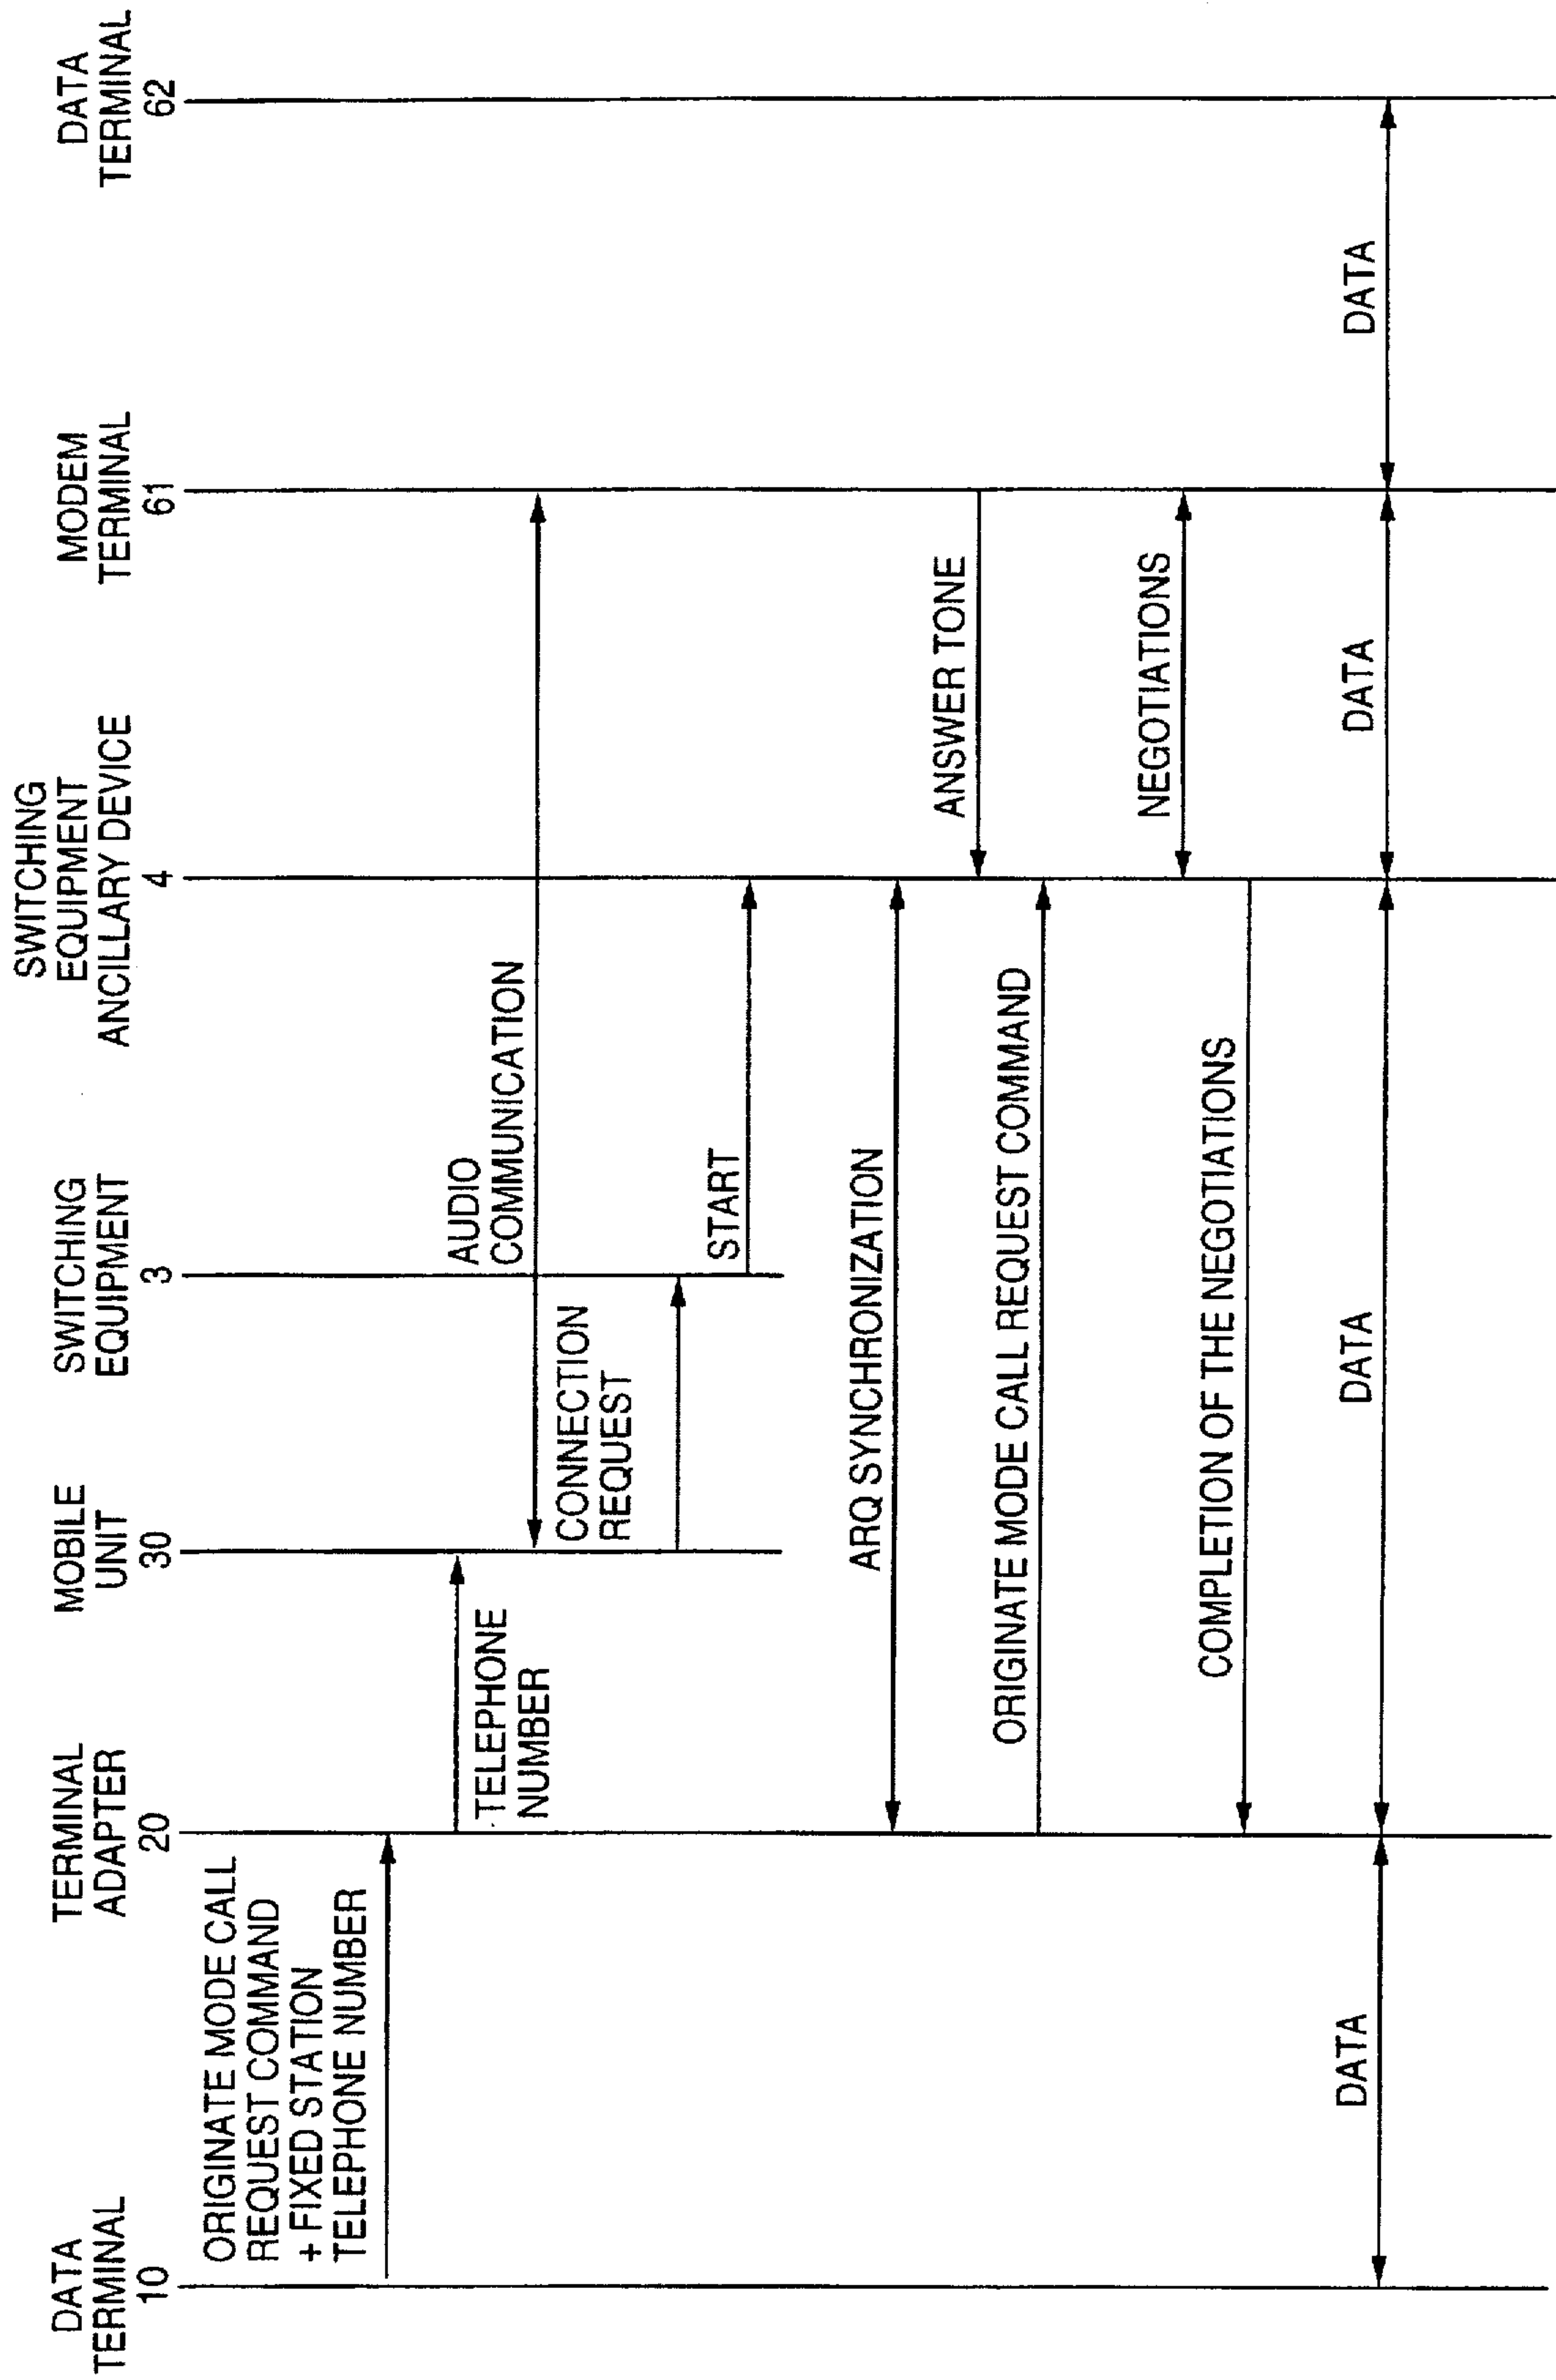 DATA
TERMINAL
10
TERMINAL
ADAPTER
20
MOBILE
UNIT
30
SWITCHING
EQUIPMENT
3
SWITCHING
EQUIPMENT
ANCILLARY DEVICE
4
MODEM
TERMINAL
61
DATA
TERMINAL
62
ORIGINATE MODE CALL
REQUEST COMMAND
+ FIXED STATION
TELEPHONE NUMBER
TELEPHONE
NUMBER
AUDIO
COMMUNICATION
CONNECTION
REQUEST
START
ARQ SYNCHRONIZATION
ANSWER TONE
ORIGINATE MODE CALL REQUEST COMMAND
NEGOTIATIONS
COMPLETION OF THE NEGOTIATIONS
DATA
DATA
DATA
DATA